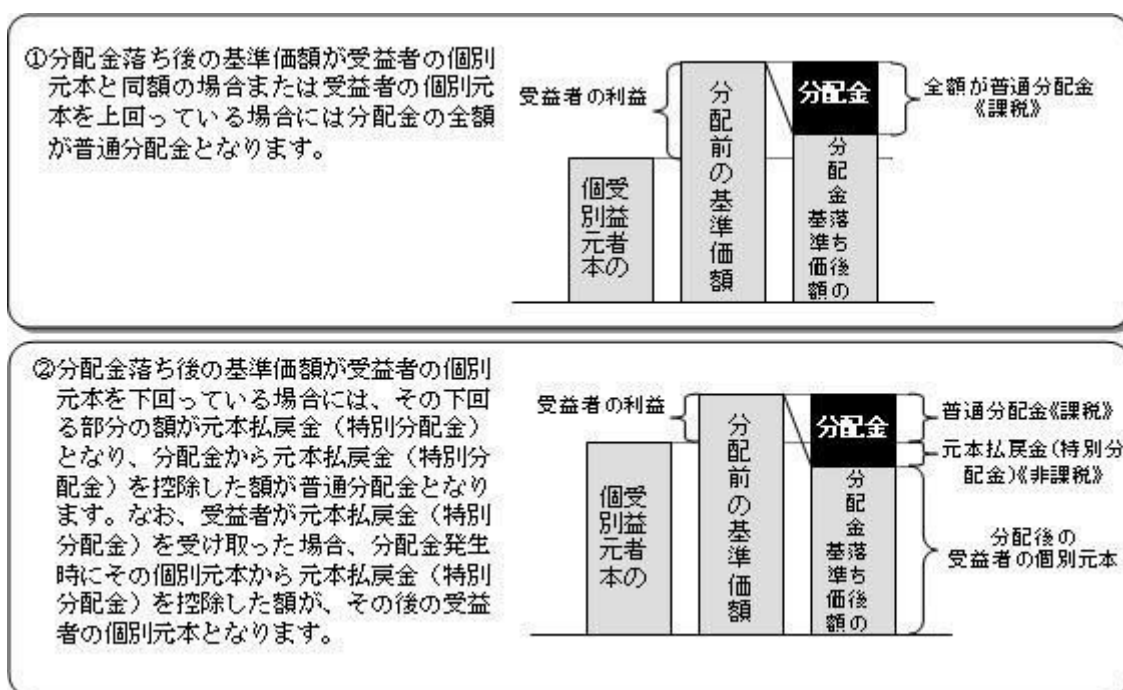 ①分配金落ち後の基準価額が受益者の個別
元本と同額の場合または受益者の個別元
本を上回っている場合には分配金の全額
が普通分配金となります。
受益者の利益
受益者の
個別元本
分配前の基準価額
分配金
分配金落ち後の
基準価額
全額が普通分配金
《課税》
②分配金落ち後の基準価額が受益者の個別
元本を下回っている場合には、その下回
る部分の額が元本払戻金（特別分配金）
となり、分配金から元本払戻金（特別分
配金）を控除した額が普通分配金となり
ます。なお、受益者が元本払戻金（特別
分配金）を受け取った場合、分配金発生
時にその個別元本から元本払戻金（特別
分配金）を控除した額が、その後の受益
者の個別元本となります。
受益者の利益
受益者の
個別元本
分配前の基準価額
分配金
分配金落ち後の
基準価額
普通分配金《課税》
元本払戻金(特別分
配金)《非課税》
分配後の
受益者の個別元本